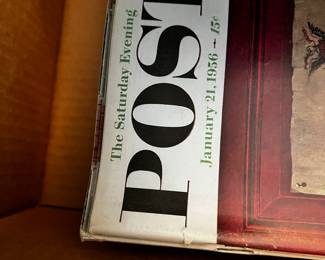 The Saturday Evening
POST
January 21, 1956 – 15¢